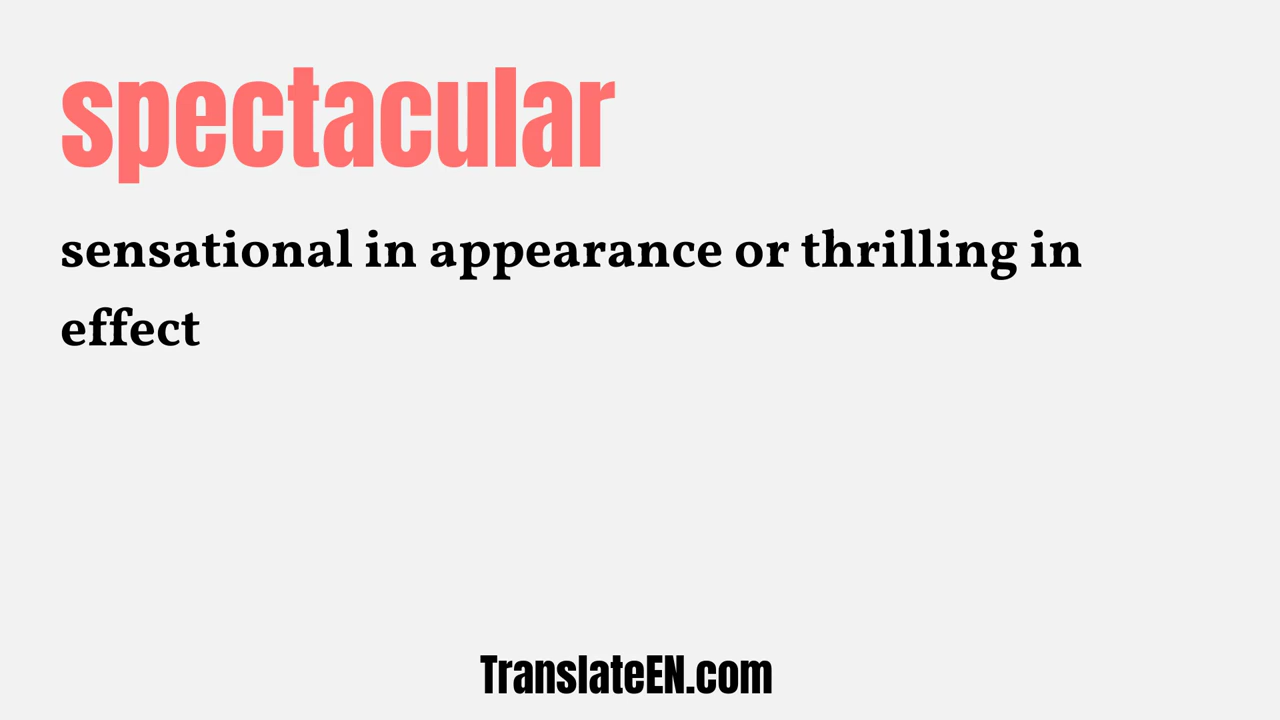 spectacular
sensational in appearance or thrilling in
effect
TranslateEN.com